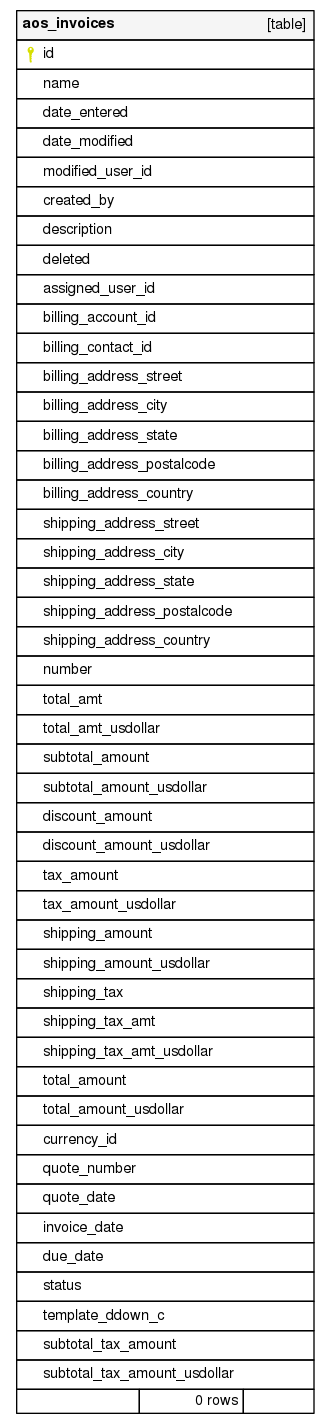 aos_invoices [table]
id
name
date_entered
date_modified
modified_user_id
created_by
description
deleted
assigned_user_id
billing_account_id
billing_contact_id
billing_address_street
billing_address_city
billing_address_state
billing_address_postalcode
billing_address_country
shipping_address_street
shipping_address_city
shipping_address_state
shipping_address_postalcode
shipping_address_country
number
total_amt
total_amt_usdollar
subtotal_amount
subtotal_amount_usdollar
discount_amount
discount_amount_usdollar
tax_amount
tax_amount_usdollar
shipping_amount
shipping_amount_usdollar
shipping_tax
shipping_tax_amt
shipping_tax_amt_usdollar
total_amount
total_amount_usdollar
currency_id
quote_number
quote_date
invoice_date
due_date
status
template_ddown_c
subtotal_tax_amount
subtotal_tax_amount_usdollar
0 rows